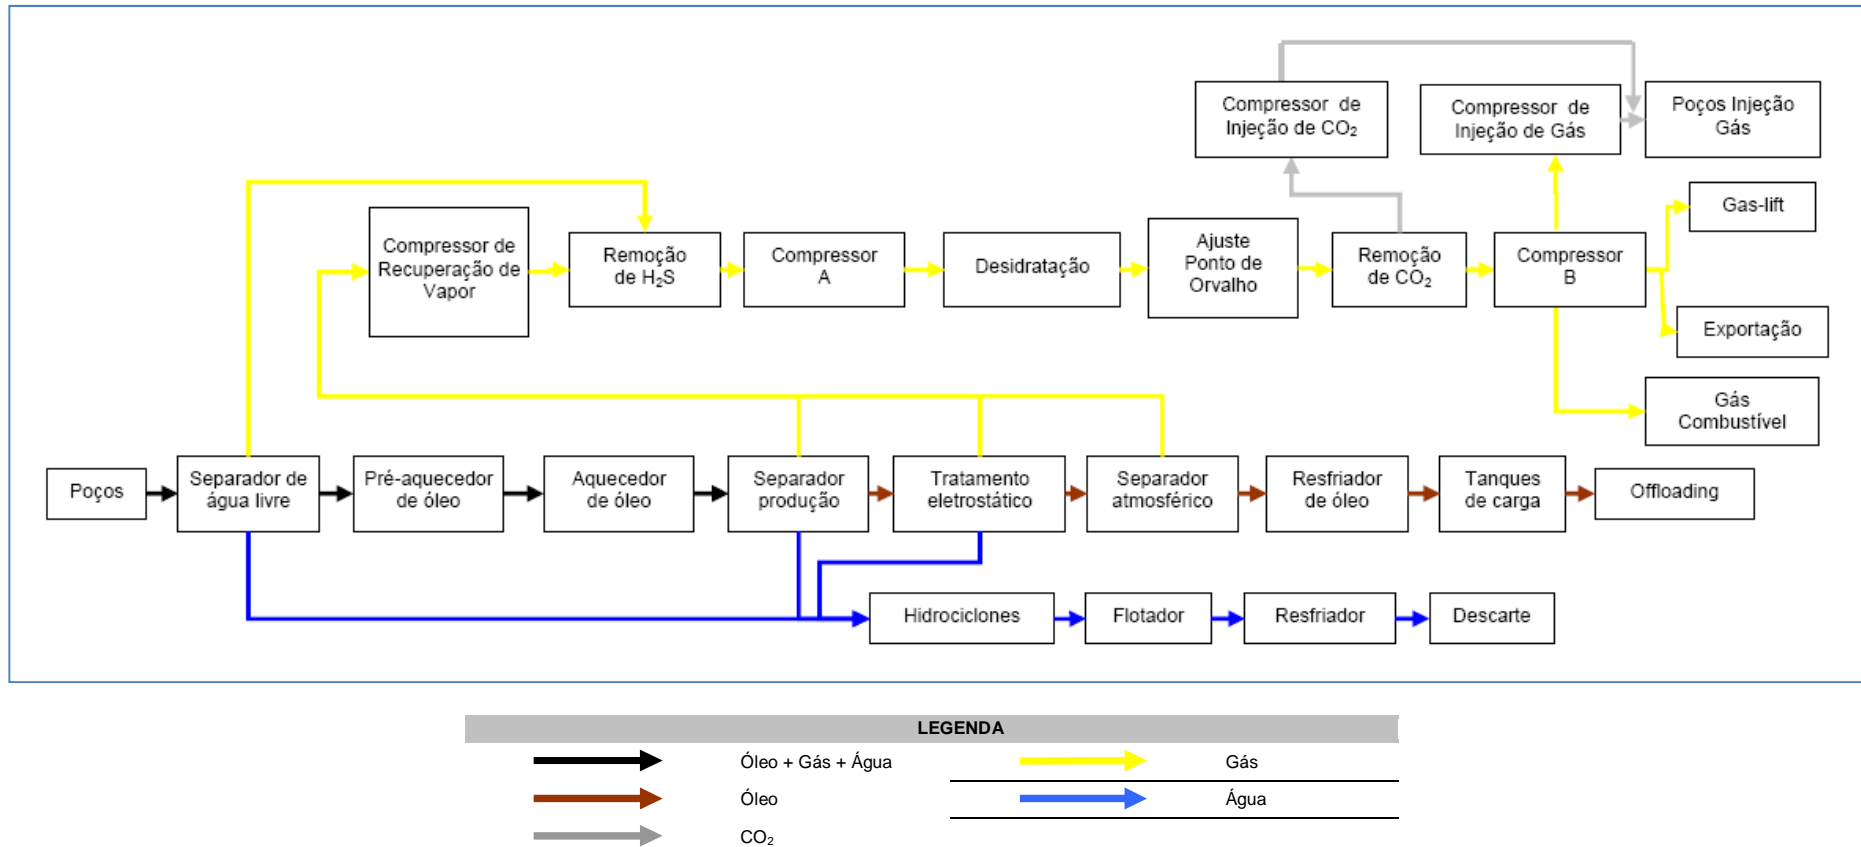 Compressor de
Injeção de CO₂
Compressor de
Injeção de Gás
Poços Injeção
Gás
Gas-lift
Compressor de
Recuperação de
Vapor
Remoção
de H₂S
Compressor
A
Desidratação
Ajuste
Ponto de
Orvalho
Remoção
de CO₂
Compressor
B
Exportação
Gás
Combustível
Poços
Separador de
água livre
Pré-aquecedor
de óleo
Aquecedor
de óleo
Separador
produção
Tratamento
eletrostático
Separador
atmosférico
Resfriador
de óleo
Tanques
de carga
Offloading
Hidrociclones
Flotador
Resfriador
Descarte
LEGENDA
Óleo + Gás + Água
Gás
Óleo
Água
CO₂